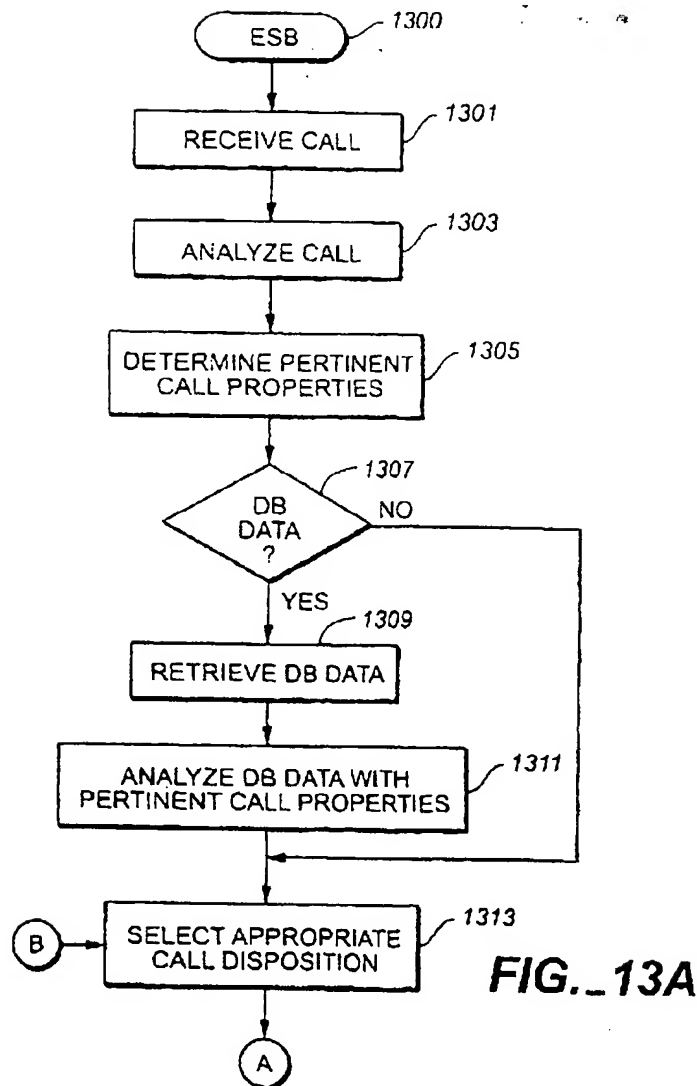 ESB
1300
RECEIVE CALL
1301
ANALYZE CALL
1303
DETERMINE PERTINENT
CALL PROPERTIES
1305
DB
DATA
?
1307
NO
YES
RETRIEVE DB DATA
1309
ANALYZE DB DATA WITH
PERTINENT CALL PROPERTIES
1311
B
SELECT APPROPRIATE
CALL DISPOSITION
1313
FIG._13A
A